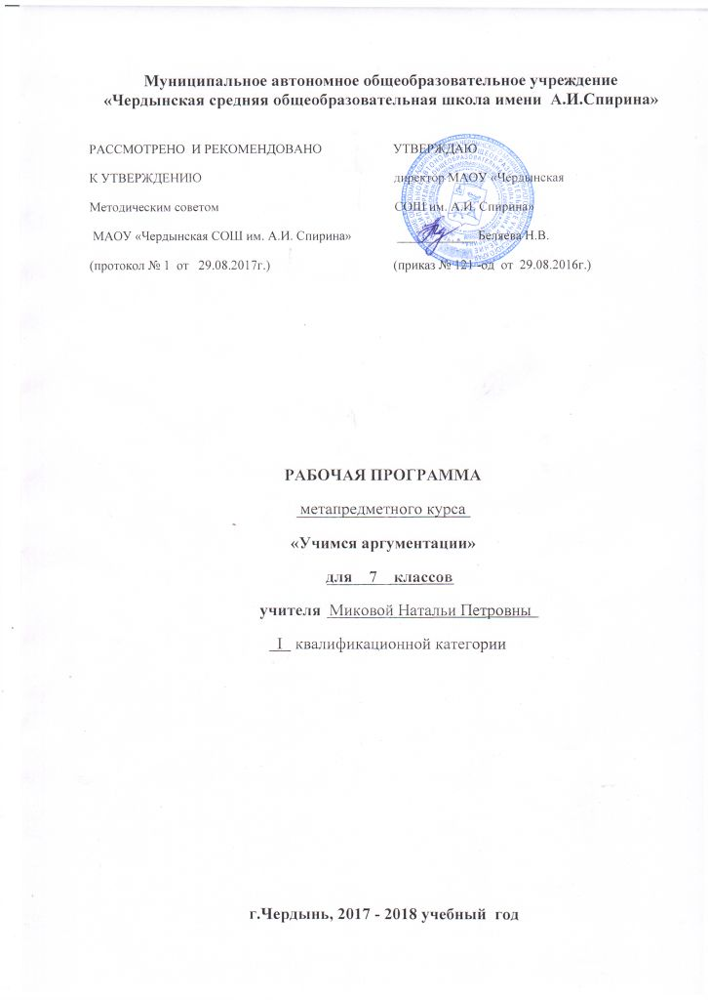 Муниципальное автономное общеобразовательное учреждение
«Чердынская средняя общеобразовательная школа имени А.И.Спирина»
РАССМОТРЕНО И РЕКОМЕНДОВАНО
К УТВЕРЖДЕНИЮ
Методическим советом
МАОУ «Чердынская СОШ им. А.И. Спирина»
(протокол № 1 от 29.08.2017г.)
УТВЕРЖДАЮ
директор МАОУ «Чердынская
СОШ им. А.И. Спирина»
Беляева Н.В.
(приказ № 121 -од от 29.08.2016г.)
РАБОЧАЯ ПРОГРАММА
метапредметного курса
«Учимся аргументации»
для 7 классов
учителя Миковой Натальи Петровны
I квалификационной категории
г.Чердынь, 2017 - 2018 учебный год